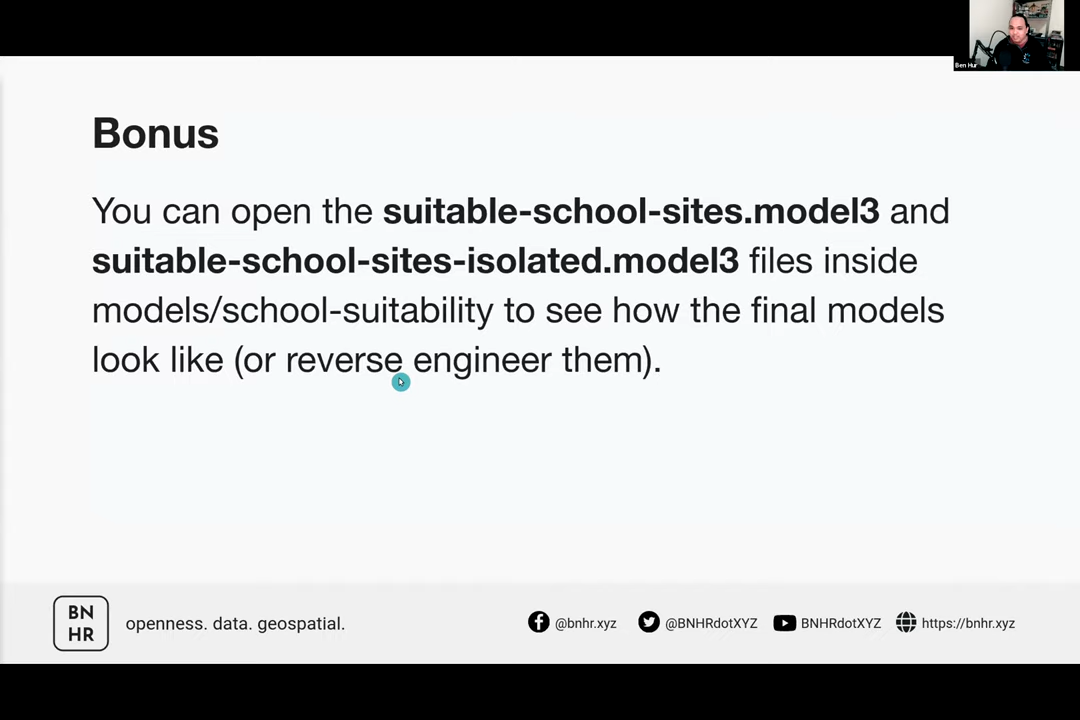 Ben Hur
Bonus
You can open the suitable-school-sites.model3 and
suitable-school-sites-isolated.model3 files inside
models/school-suitability to see how the final models
look like (or reverse engineer them).
BN
HR
openness. data. geospatial.
@bnhr.xyz
@BNHRdotXYZ
BNHRdotXYZ
https://bnhr.xyz